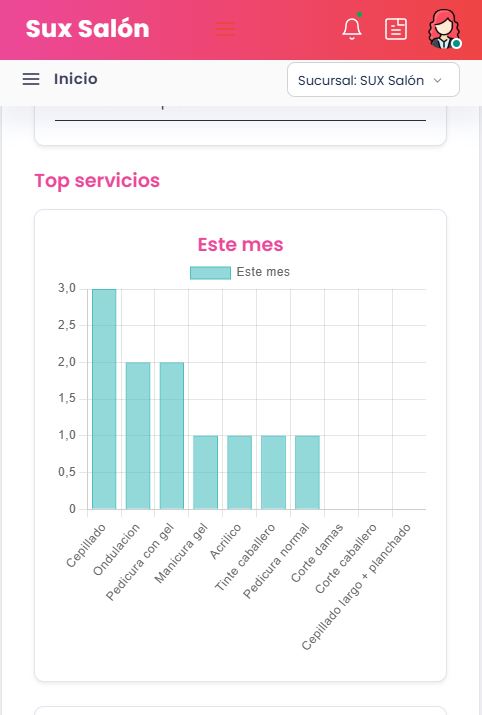 Sux Salón
Inicio
Sucursal: SUX Salón
Top servicios
Este mes
Este mes
3,0
2,5
2,0
1,5
1,0
0,5
0
Cepillado
Ondulacion
Pedicura con gel
Manicura gel
Acrilico
Tinte caballero
Pedicura normal
Corte damas
Corte caballero
Cepillado largo + planchado